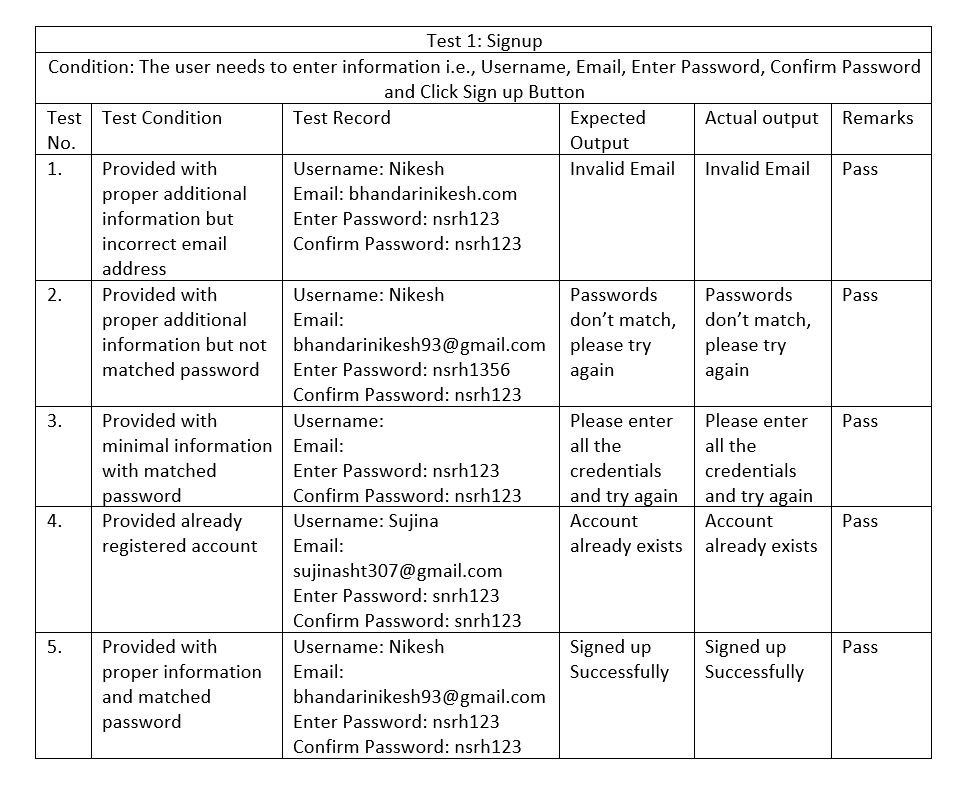 Test 1: Signup
Condition: The user needs to enter information i.e., Username, Email, Enter Password, Confirm Password
and Click Sign up Button
Test No.
Test Condition
Test Record
Expected Output
Actual output
Remarks
1.
Provided with
proper additional
information but
incorrect email
address
Username: Nikesh
Email: bhandarinikesh.com
Enter Password: nsrh123
Confirm Password: nsrh123
Invalid Email
Invalid Email
Pass
2.
Provided with
proper additional
information but not
matched password
Username: Nikesh
Email:
bhandarinikesh93@gmail.com
Enter Password: nsrh1356
Confirm Password: nsrh123
Passwords
don’t match,
please try
again
Passwords
don’t match,
please try
again
Pass
3.
Provided with
minimal information
with matched
password
Username:
Email:
Enter Password: nsrh123
Confirm Password: nsrh123
Please enter
all the
credentials
and try again
Please enter
all the
credentials
and try again
Pass
4.
Provided already
registered account
Username: Sujina
Email:
sujinasht307@gmail.com
Enter Password: snrh123
Confirm Password: snrh123
Account
already exists
Account
already exists
Pass
5.
Provided with
proper information
and matched
password
Username: Nikesh
Email:
bhandarinikesh93@gmail.com
Enter Password: nsrh123
Confirm Password: nsrh123
Signed up
Successfully
Signed up
Successfully
Pass